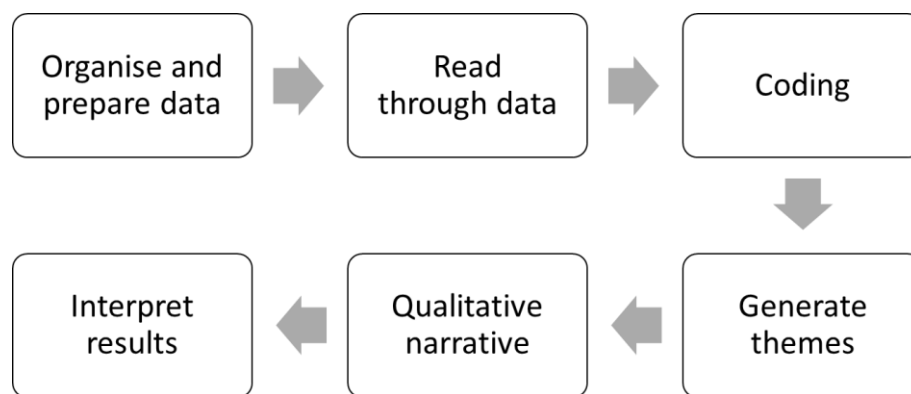 Organise and
prepare data
Read
through data
Coding
Generate
themes
Qualitative
narrative
Interpret
results